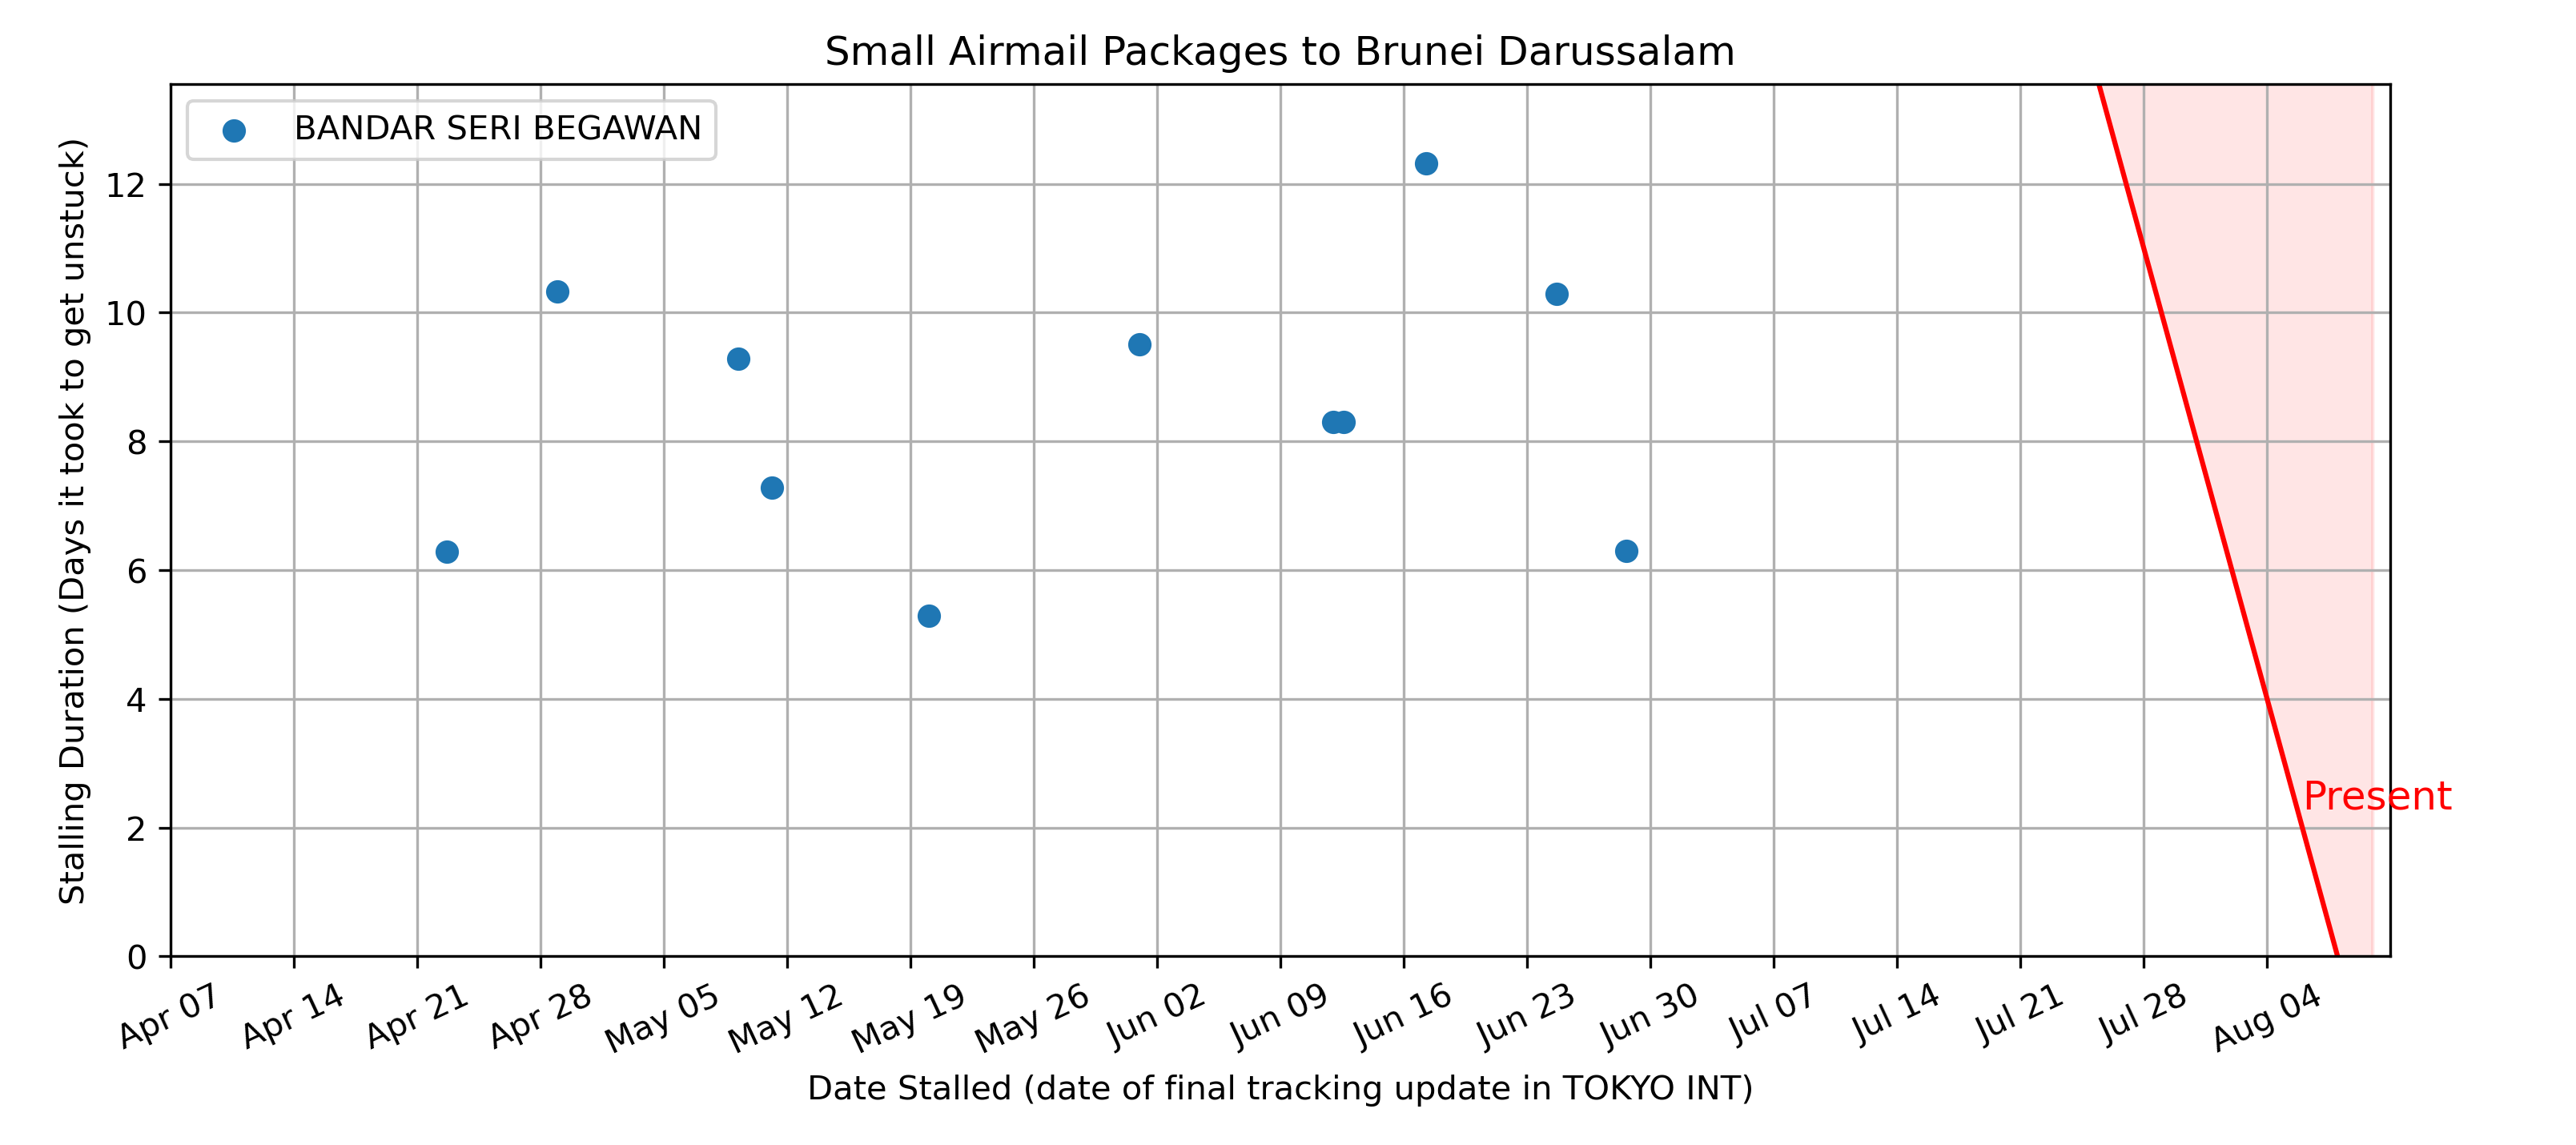 Small Airmail Packages to Brunei Darussalam
BANDAR SERI BEGAWAN
Stalling Duration (Days it took to get unstuck)
12
10
8
6
4
2
0
Present
Apr 07
Apr 14
Apr 21
Apr 28
May 05
May 12
May 19
May 26
Jun 02
Jun 09
Jun 16
Jun 23
Jun 30
Jul 07
Jul 14
Jul 21
Jul 28
Aug 04
Date Stalled (date of final tracking update in TOKYO INT)